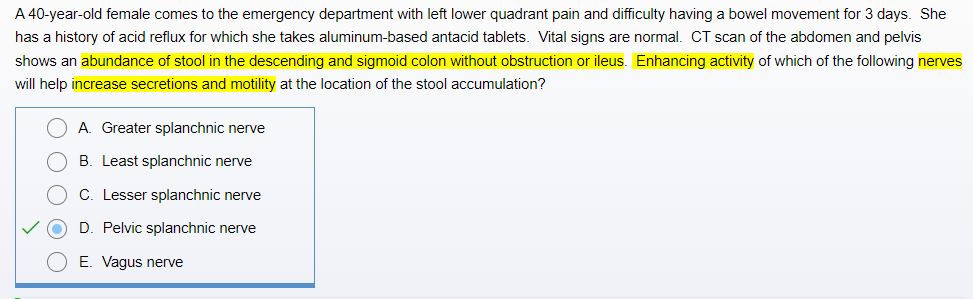 A 40-year-old female comes to the emergency department with left lower quadrant pain and difficulty having a bowel movement for 3 days. She
has a history of acid reflux for which she takes aluminum-based antacid tablets. Vital signs are normal. CT scan of the abdomen and pelvis
shows an abundance of stool in the descending and sigmoid colon without obstruction or ileus. Enhancing activity of which of the following nerves
will help increase secretions and motility at the location of the stool accumulation?
A. Greater splanchnic nerve
B. Least splanchnic nerve
C. Lesser splanchnic nerve
D. Pelvic splanchnic nerve
E. Vagus nerve